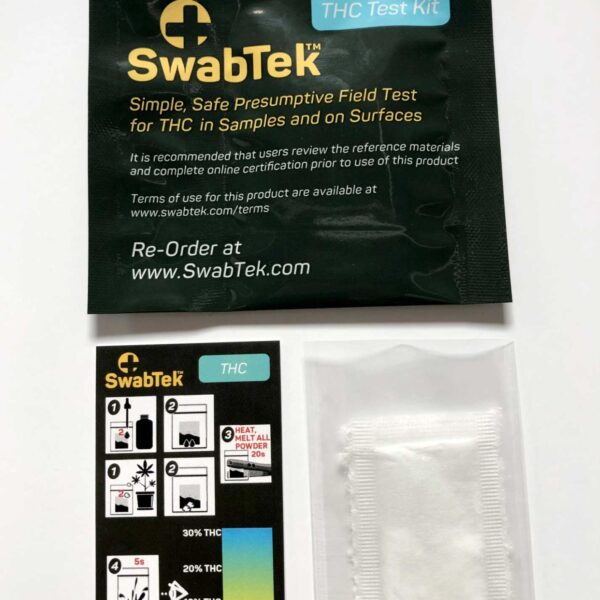 THC Test Kit
SwabTek™
Simple, Safe Presumptive Field Test
for THC in Samples and on Surfaces
It is recommended that users review the reference materials
and complete online certification prior to use of this product
Terms of use for this product are available at
www.swabtek.com/terms
Re-Order at
www.SwabTek.com
SwabTek™
THC
1
2
2
3
HEAT,
MELT ALL
POWDER
20s
1
2
2
30% THC
4
5s
20% THC